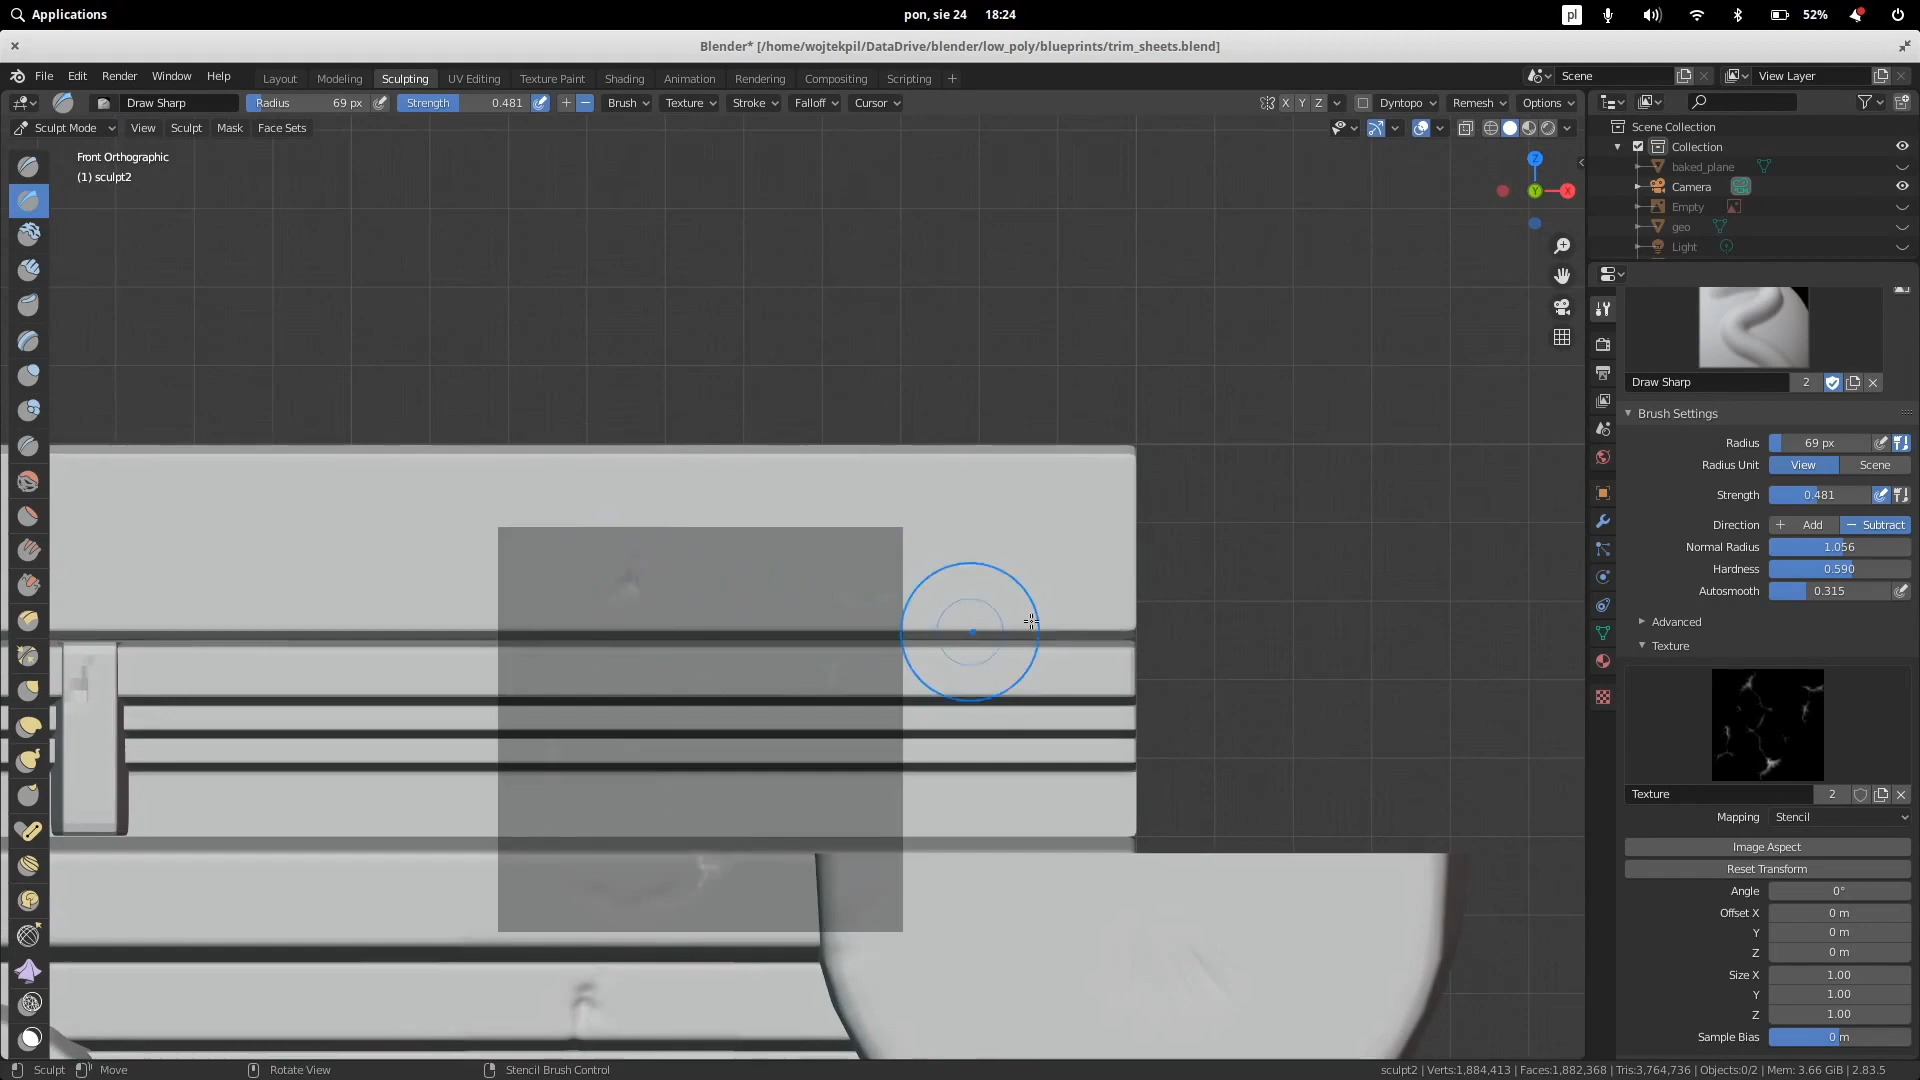 Applications
pon, sie 24 18:24
pl
52%
Blender* [/home/wojtekpil/DataDrive/blender/low_poly/blueprints/trim_sheets.blend]
File Edit Render Window Help
Layout Modeling Sculpting UV Editing Texture Paint Shading Animation Rendering Compositing Scripting +
Scene
View Layer
Draw Sharp
Radius 69 px
Strength 0.481
Brush Texture Stroke Falloff Cursor
X Y Z
Dyntopo Remesh Options
Sculpt Mode View Sculpt Mask Face Sets
Front Orthographic
(1) sculpt2
Z
Y
X
Scene Collection
Collection
baked_plane
Camera
Empty
geo
Light
Draw Sharp 2
Brush Settings
Radius 69 px
Radius Unit View Scene
Strength 0.481
Direction + Add − Subtract
Normal Radius 1.056
Hardness 0.590
Autosmooth 0.315
Advanced
Texture
Texture 2
Mapping Stencil
Image Aspect
Reset Transform
Angle 0°
Offset X 0 m
Y 0 m
Z 0 m
Size X 1.00
Y 1.00
Z 1.00
Sample Bias 0 m
Sculpt Move Rotate View Stencil Brush Control
sculpt2 | Verts:1,884,413 | Faces:1,882,368 | Tris:3,764,736 | Objects:0/2 | Mem: 3.66 GiB | 2.83.5